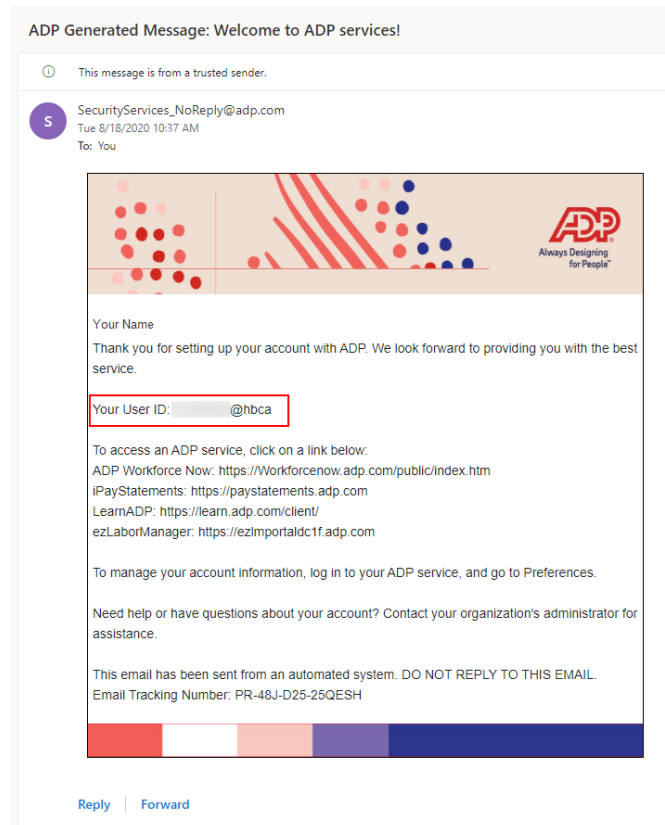 ADP Generated Message: Welcome to ADP services!
This message is from a trusted sender.
S
SecurityServices_NoReply@adp.com
Tue 8/18/2020 10:37 AM
To: You
ADP
Always Designing
for People™
Your Name
Thank you for setting up your account with ADP. We look forward to providing you with the best
service.
Your User ID: @hbca
To access an ADP service, click on a link below:
ADP Workforce Now: https://Workforcenow.adp.com/public/index.htm
iPayStatements: https://paystatements.adp.com
LearnADP: https://learn.adp.com/client/
ezLaborManager: https://ezlmportaldc1f.adp.com
To manage your account information, log in to your ADP service, and go to Preferences.
Need help or have questions about your account? Contact your organization's administrator for
assistance.
This email has been sent from an automated system. DO NOT REPLY TO THIS EMAIL.
Email Tracking Number: PR-48J-D25-25QESH
Reply Forward